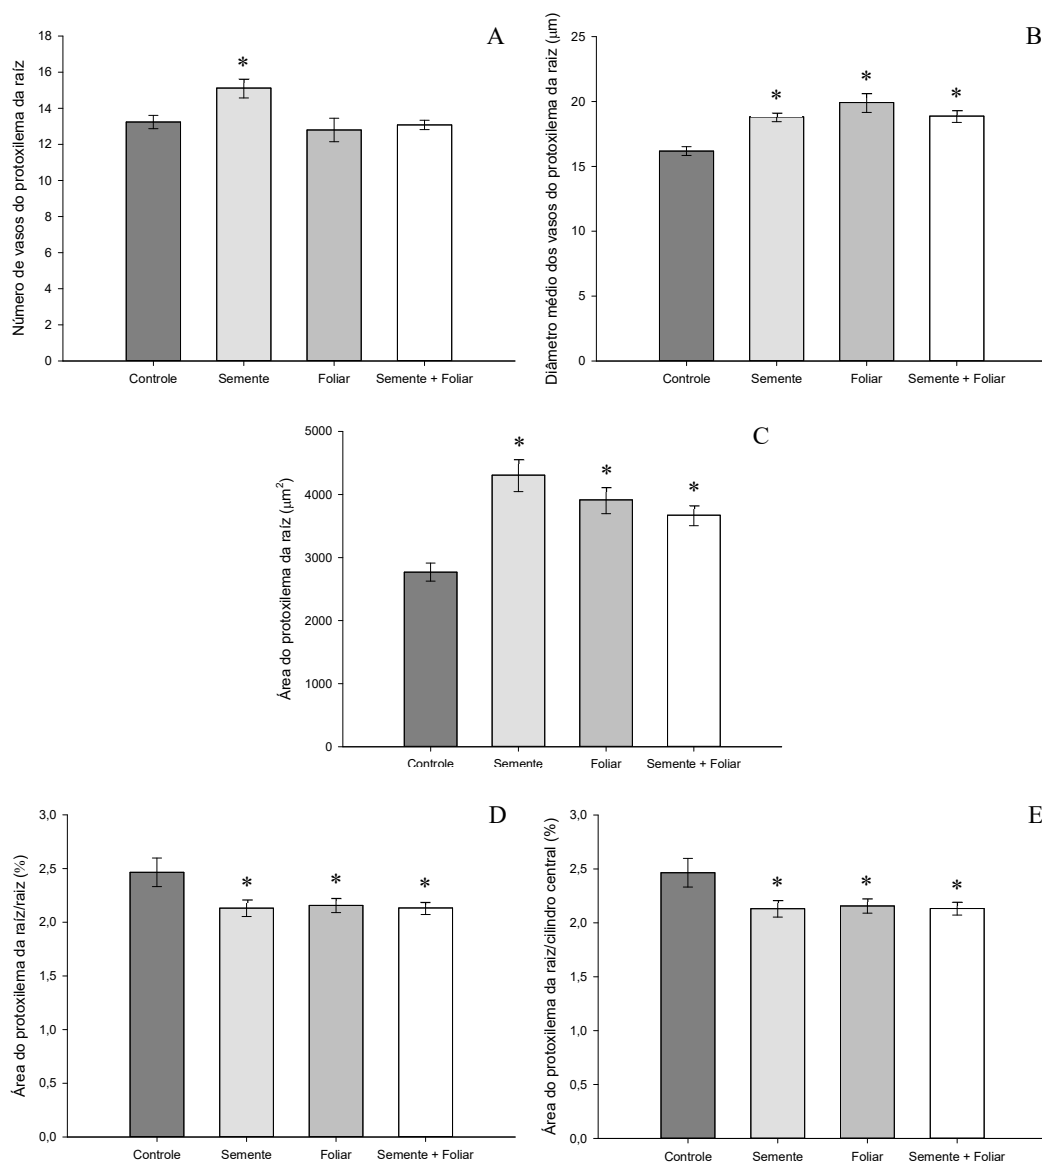 A
Número de vasos do protoxilema da raíz
18
16
14
12
10
8
6
4
2
0
*
Controle Semente Foliar Semente + Foliar
B
Diâmetro médio dos vasos do protoxilema da raiz (μm)
25
20
15
10
5
0
* * *
Controle Semente Foliar Semente + Foliar
C
Área do protoxilema da raíz (μm²)
5000
4000
3000
2000
1000
0
* * *
Controle Semente Foliar Semente + Foliar
D
Área do protoxilema da raíz/raiz (%)
3,0
2,5
2,0
1,5
1,0
0,5
0,0
* * *
Controle Semente Foliar Semente + Foliar
E
Área do protoxilema da raiz/cilindro central (%)
3,0
2,5
2,0
1,5
1,0
0,5
0,0
* * *
Controle Semente Foliar Semente + Foliar